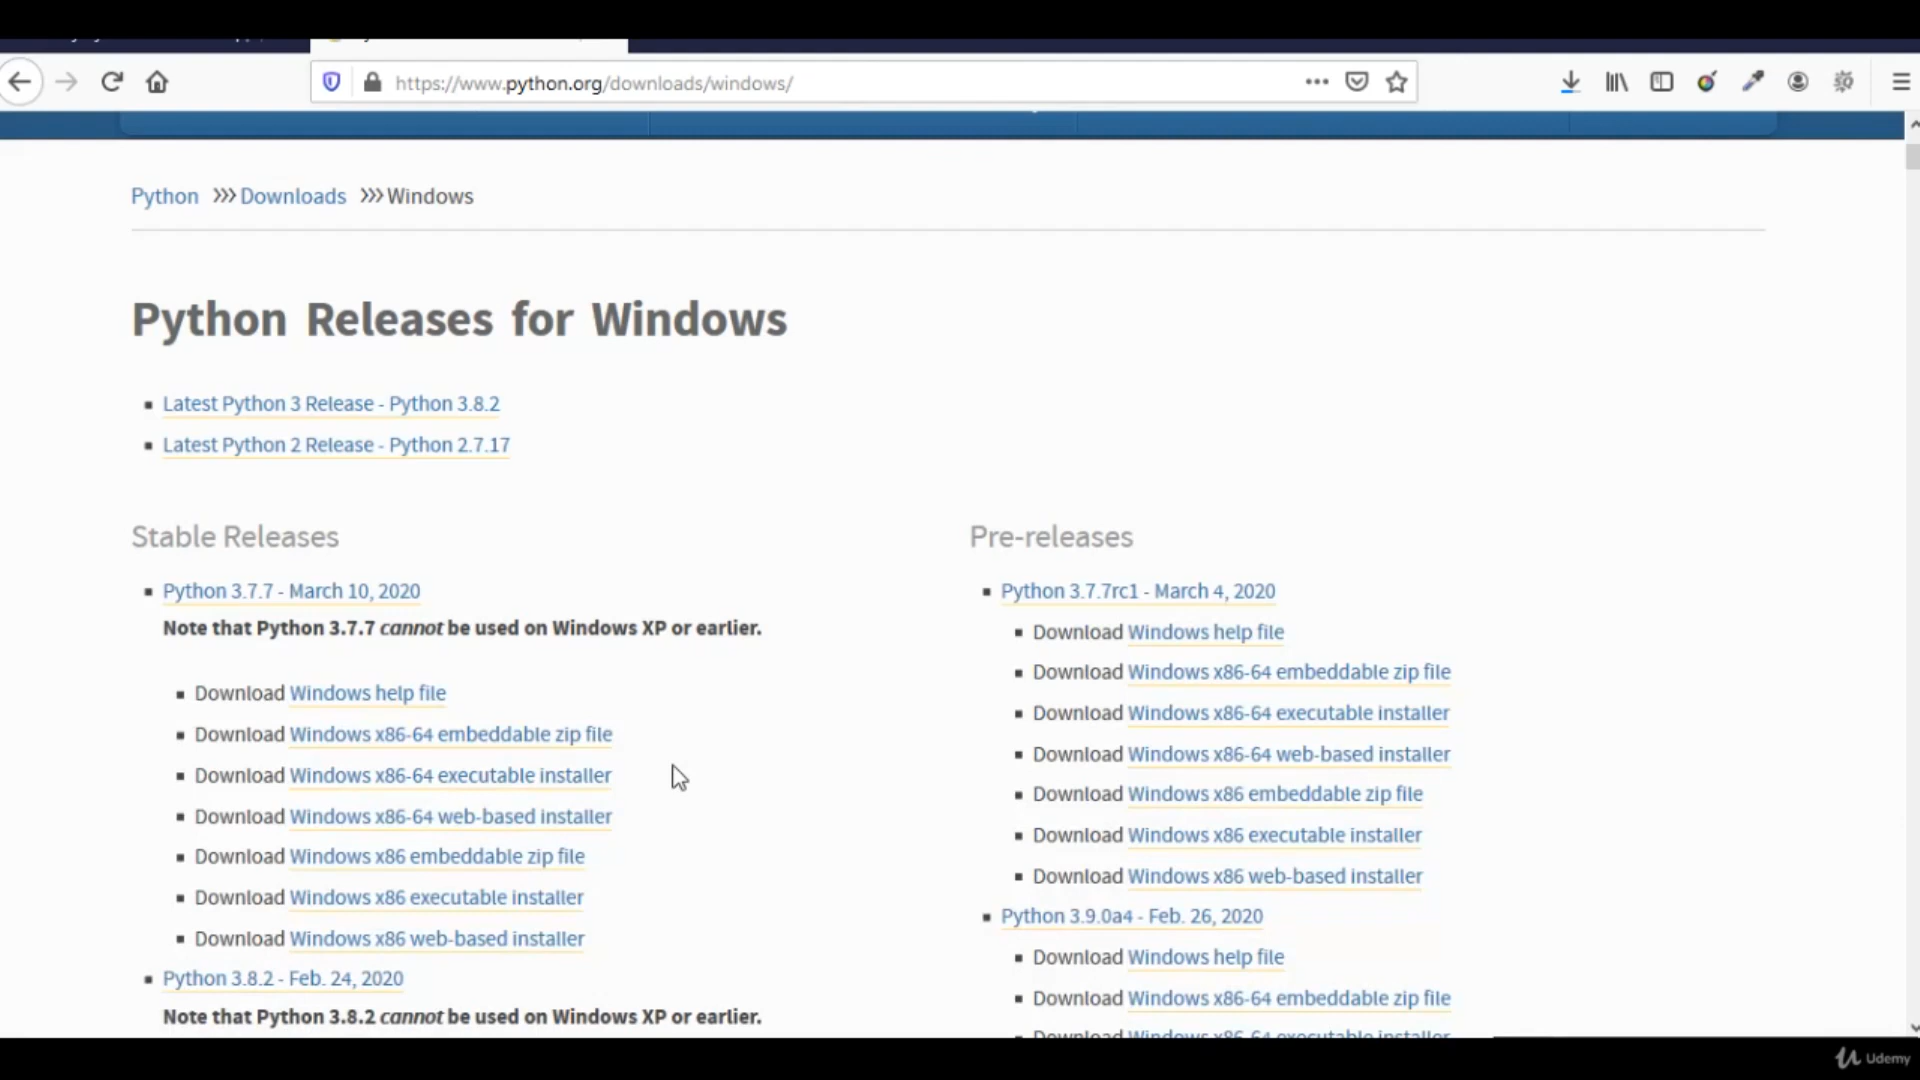 https://www.python.org/downloads/windows/
Python >>> Downloads >>> Windows
Python Releases for Windows
Latest Python 3 Release - Python 3.8.2
Latest Python 2 Release - Python 2.7.17
Stable Releases
Python 3.7.7 - March 10, 2020
Note that Python 3.7.7 cannot be used on Windows XP or earlier.
Download Windows help file
Download Windows x86-64 embeddable zip file
Download Windows x86-64 executable installer
Download Windows x86-64 web-based installer
Download Windows x86 embeddable zip file
Download Windows x86 executable installer
Download Windows x86 web-based installer
Python 3.8.2 - Feb. 24, 2020
Note that Python 3.8.2 cannot be used on Windows XP or earlier.
Pre-releases
Python 3.7.7rc1 - March 4, 2020
Download Windows help file
Download Windows x86-64 embeddable zip file
Download Windows x86-64 executable installer
Download Windows x86-64 web-based installer
Download Windows x86 embeddable zip file
Download Windows x86 executable installer
Download Windows x86 web-based installer
Python 3.9.0a4 - Feb. 26, 2020
Download Windows help file
Download Windows x86-64 embeddable zip file
Download Windows x86-64 executable installer
Udemy